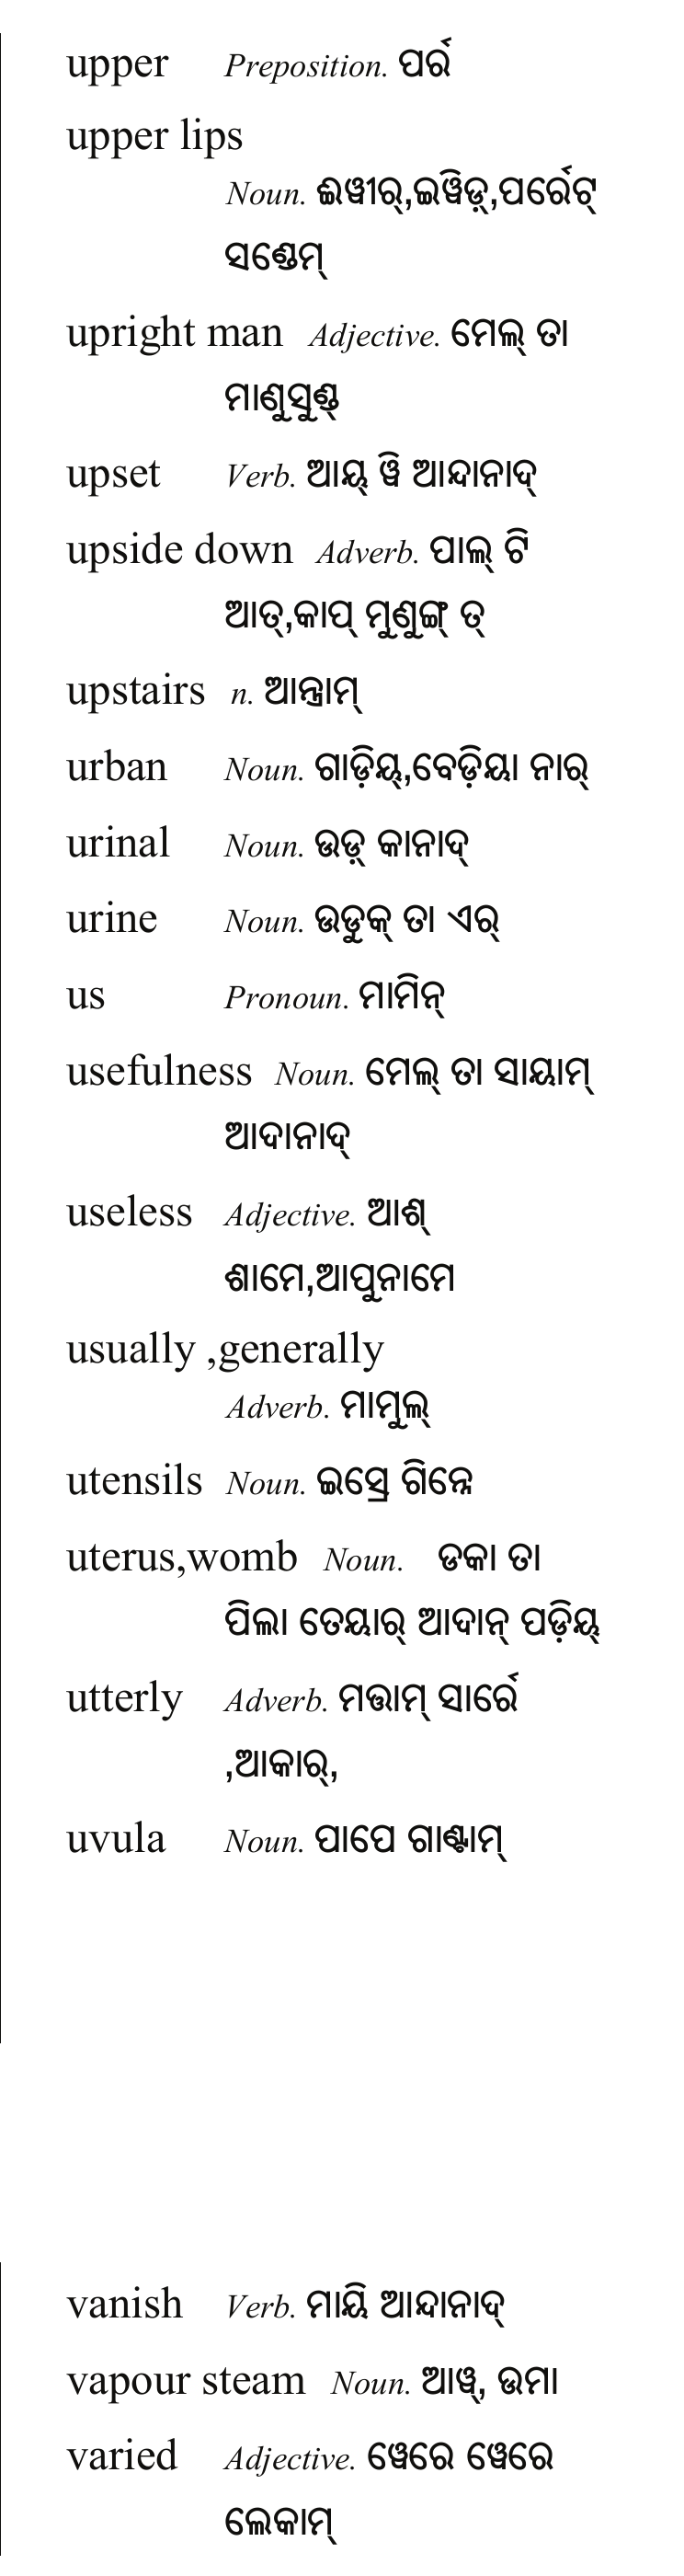 upper Preposition. ପର୍ର
upper lips
Noun. ଈୱୀର୍,ଇୱିଡ଼୍,ପର୍ରେଟ୍
ସଣ୍ଡେମ୍
upright man Adjective. ମେଲ୍ ତା
ମାଣୁସୁଣ୍ଡ୍
upset Verb. ଆୟ୍ ୱି ଆନ୍ଦାନାଦ୍
upside down Adverb. ପାଲ୍ ଟି
ଆତ୍,କାପ୍ ମୁଣୁଙ୍ଗ୍ ତ୍
upstairs n. ଆନ୍ତ୍ରାମ୍
urban Noun. ଗାଡ଼ିୟ୍,ବେଡ଼ିୟା ନାର୍
urinal Noun. ଉଡ଼୍ କାନାଦ୍
urine Noun. ଉଡୁକ୍ ତା ଏର୍
us Pronoun. ମାମିନ୍
usefulness Noun. ମେଲ୍ ତା ସାୟାମ୍
ଆଦାନାଦ୍
useless Adjective. ଆଶ୍
ଶାମେ,ଆପୁନାମେ
usually ,generally
Adverb. ମାମୁଲ୍
utensils Noun. ଇସ୍ରେ ଗିନ୍ନେ
uterus,womb Noun. ଡକା ତା
ପିଲା ତେୟାର୍ ଆଦାନ୍ ପଡ଼ିୟ୍
utterly Adverb. ମତ୍ତାମ୍ ସାର୍ରେ
,ଆକାର୍,
uvula Noun. ପାପେ ଗାଣ୍ଟାମ୍
vanish Verb. ମାୟି ଆନ୍ଦାନାଦ୍
vapour steam Noun. ଆୱ୍, ଉମା
varied Adjective. ୱେରେ ୱେରେ
ଲେକାମ୍